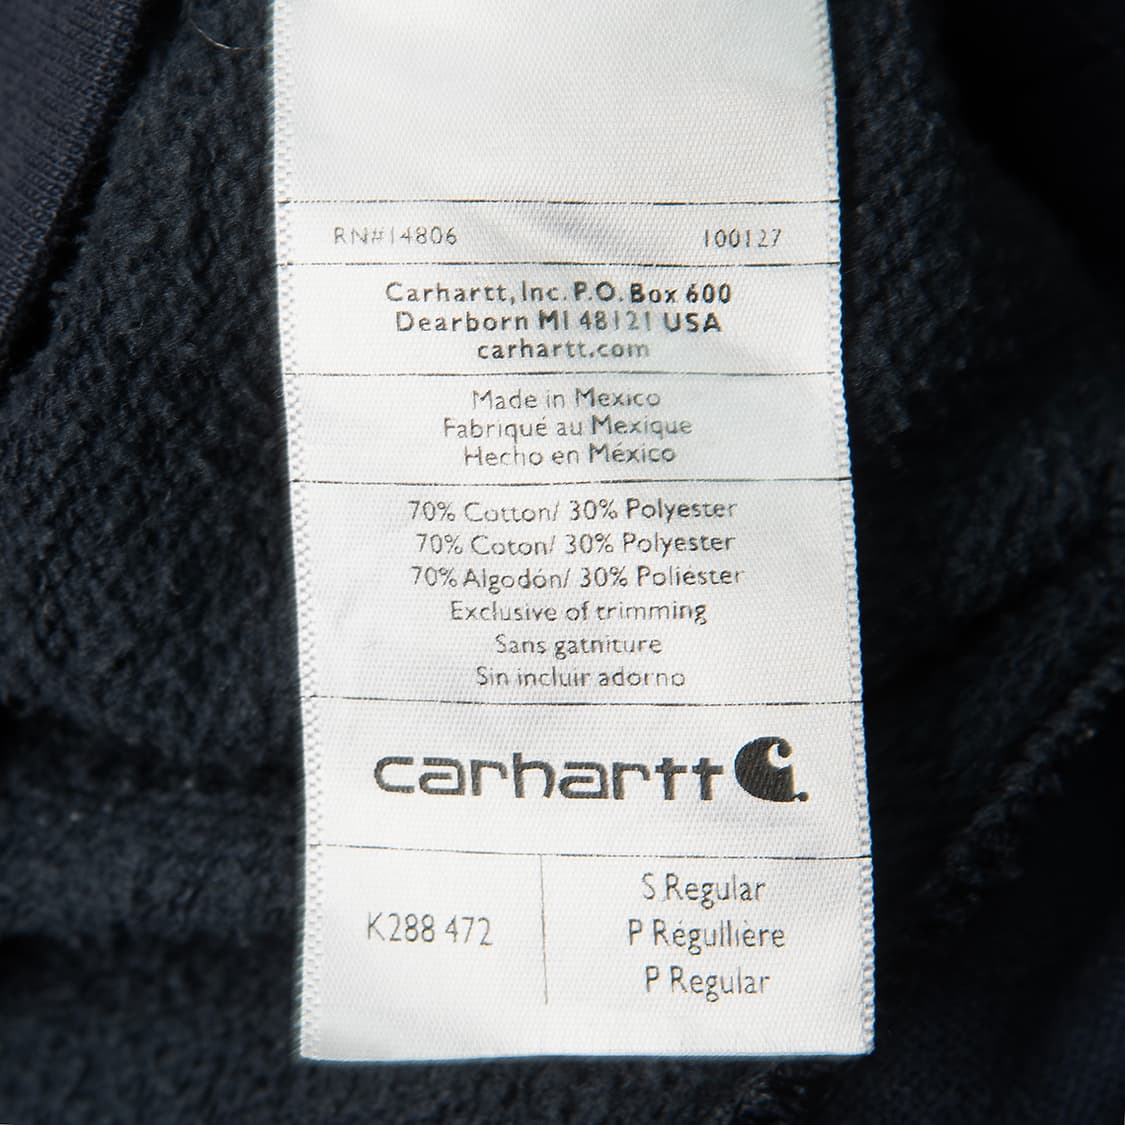 RN#14806 100127
Carhartt, Inc. P.O. Box 600
Dearborn MI 48121 USA
carhartt.com
Made in Mexico
Fabriqué au Mexique
Hecho en México
70% Cotton/ 30% Polyester
70% Coton/ 30% Polyester
70% Algodón/ 30% Poliéster
Exclusive of trimming
Sans gatniture
Sin incluir adorno
carhartt
K288 472
S Regular
P Régullière
P Regular